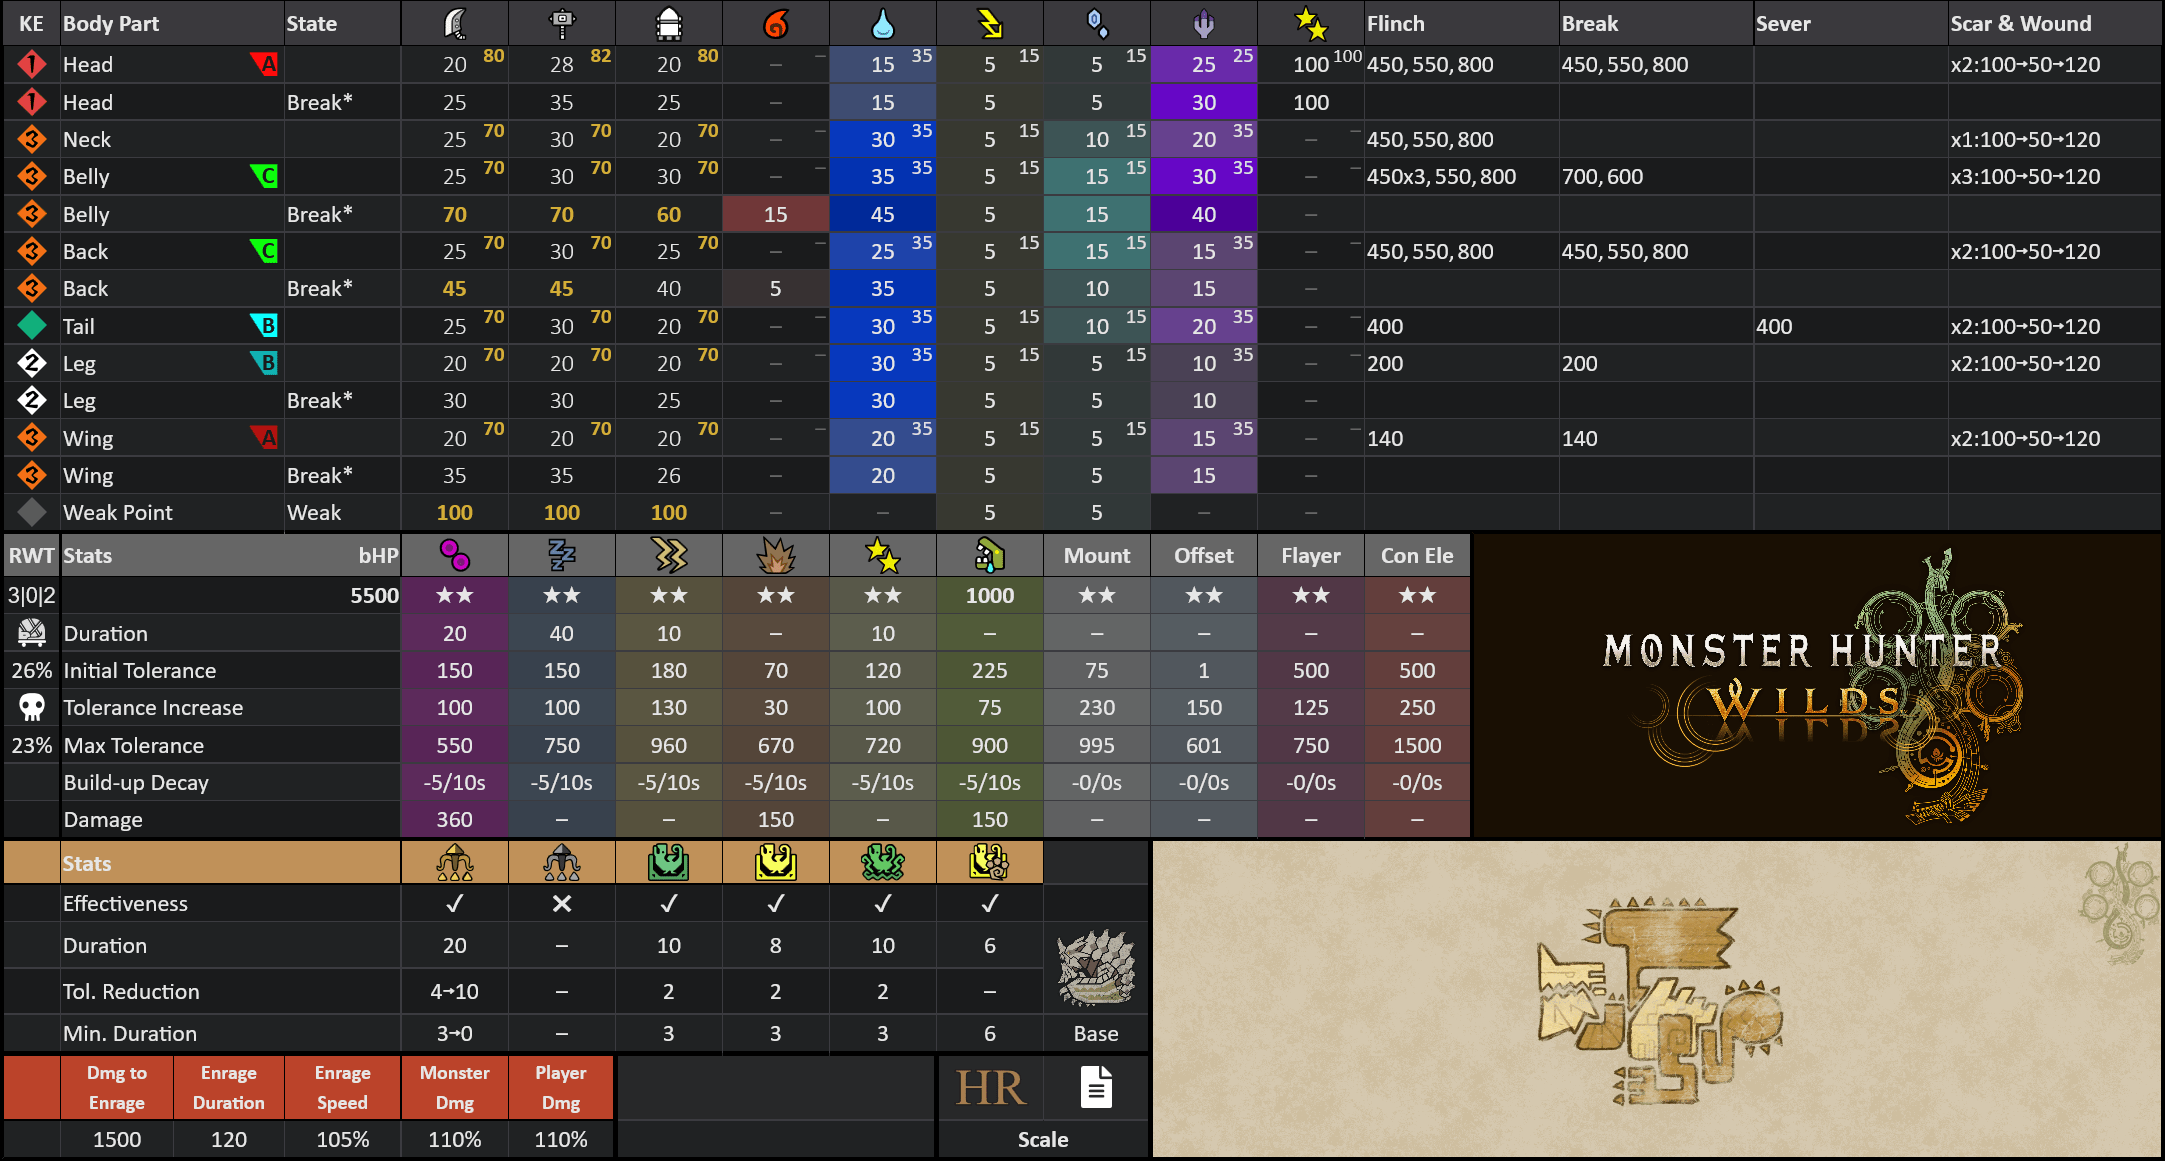 KE Body Part State Flinch Break Sever Scar & Wound
1 Head A 20 80 28 82 20 80 – – 15 35 5 15 5 15 25 25 100 100 450, 550, 800 450, 550, 800 x2:100→50→120
1 Head Break* 25 35 25 – 15 5 5 30 100
3 Neck 25 70 30 70 20 70 – – 30 35 5 15 10 15 20 35 – – 450, 550, 800 x1:100→50→120
3 Belly C 25 70 30 70 30 70 – – 35 35 5 15 15 15 30 35 – – 450x3, 550, 800 700, 600 x3:100→50→120
3 Belly Break* 70 70 60 15 45 5 15 40 –
3 Back C 25 70 30 70 25 70 – – 25 35 5 15 15 15 15 35 – – 450, 550, 800 450, 550, 800 x2:100→50→120
3 Back Break* 45 45 40 5 35 5 10 15 –
Tail B 25 70 30 70 20 70 – – 30 35 5 15 10 15 20 35 – – 400 400 x2:100→50→120
2 Leg B 20 70 20 70 20 70 – – 30 35 5 15 5 15 10 35 – – 200 200 x2:100→50→120
2 Leg Break* 30 30 25 – 30 5 5 10 –
3 Wing A 20 70 20 70 20 70 – – 20 35 5 15 5 15 15 35 – – 140 140 x2:100→50→120
3 Wing Break* 35 35 26 – 20 5 5 15 –
Weak Point Weak 100 100 100 – – 5 5 – –
RWT Stats bHP Mount Offset Flayer Con Ele
3|0|2 5500 ★★ ★★ ★★ ★★ ★★ 1000 ★★ ★★ ★★ ★★
Duration 20 40 10 – 10 – – – – –
26% Initial Tolerance 150 150 180 70 120 225 75 1 500 500
Tolerance Increase 100 100 130 30 100 75 230 150 125 250
23% Max Tolerance 550 750 960 670 720 900 995 601 750 1500
Build-up Decay -5/10s -5/10s -5/10s -5/10s -5/10s -5/10s -0/0s -0/0s -0/0s -0/0s
Damage 360 – – 150 – 150 – – – –
MONSTER HUNTER
WILDS
Stats
Effectiveness ✓ ✕ ✓ ✓ ✓ ✓
Duration 20 – 10 8 10 6
Tol. Reduction 4→10 – 2 2 2 –
Min. Duration 3→0 – 3 3 3 6 Base
Dmg to Enrage Enrage Duration Enrage Speed Monster Dmg Player Dmg HR
1500 120 105% 110% 110% Scale